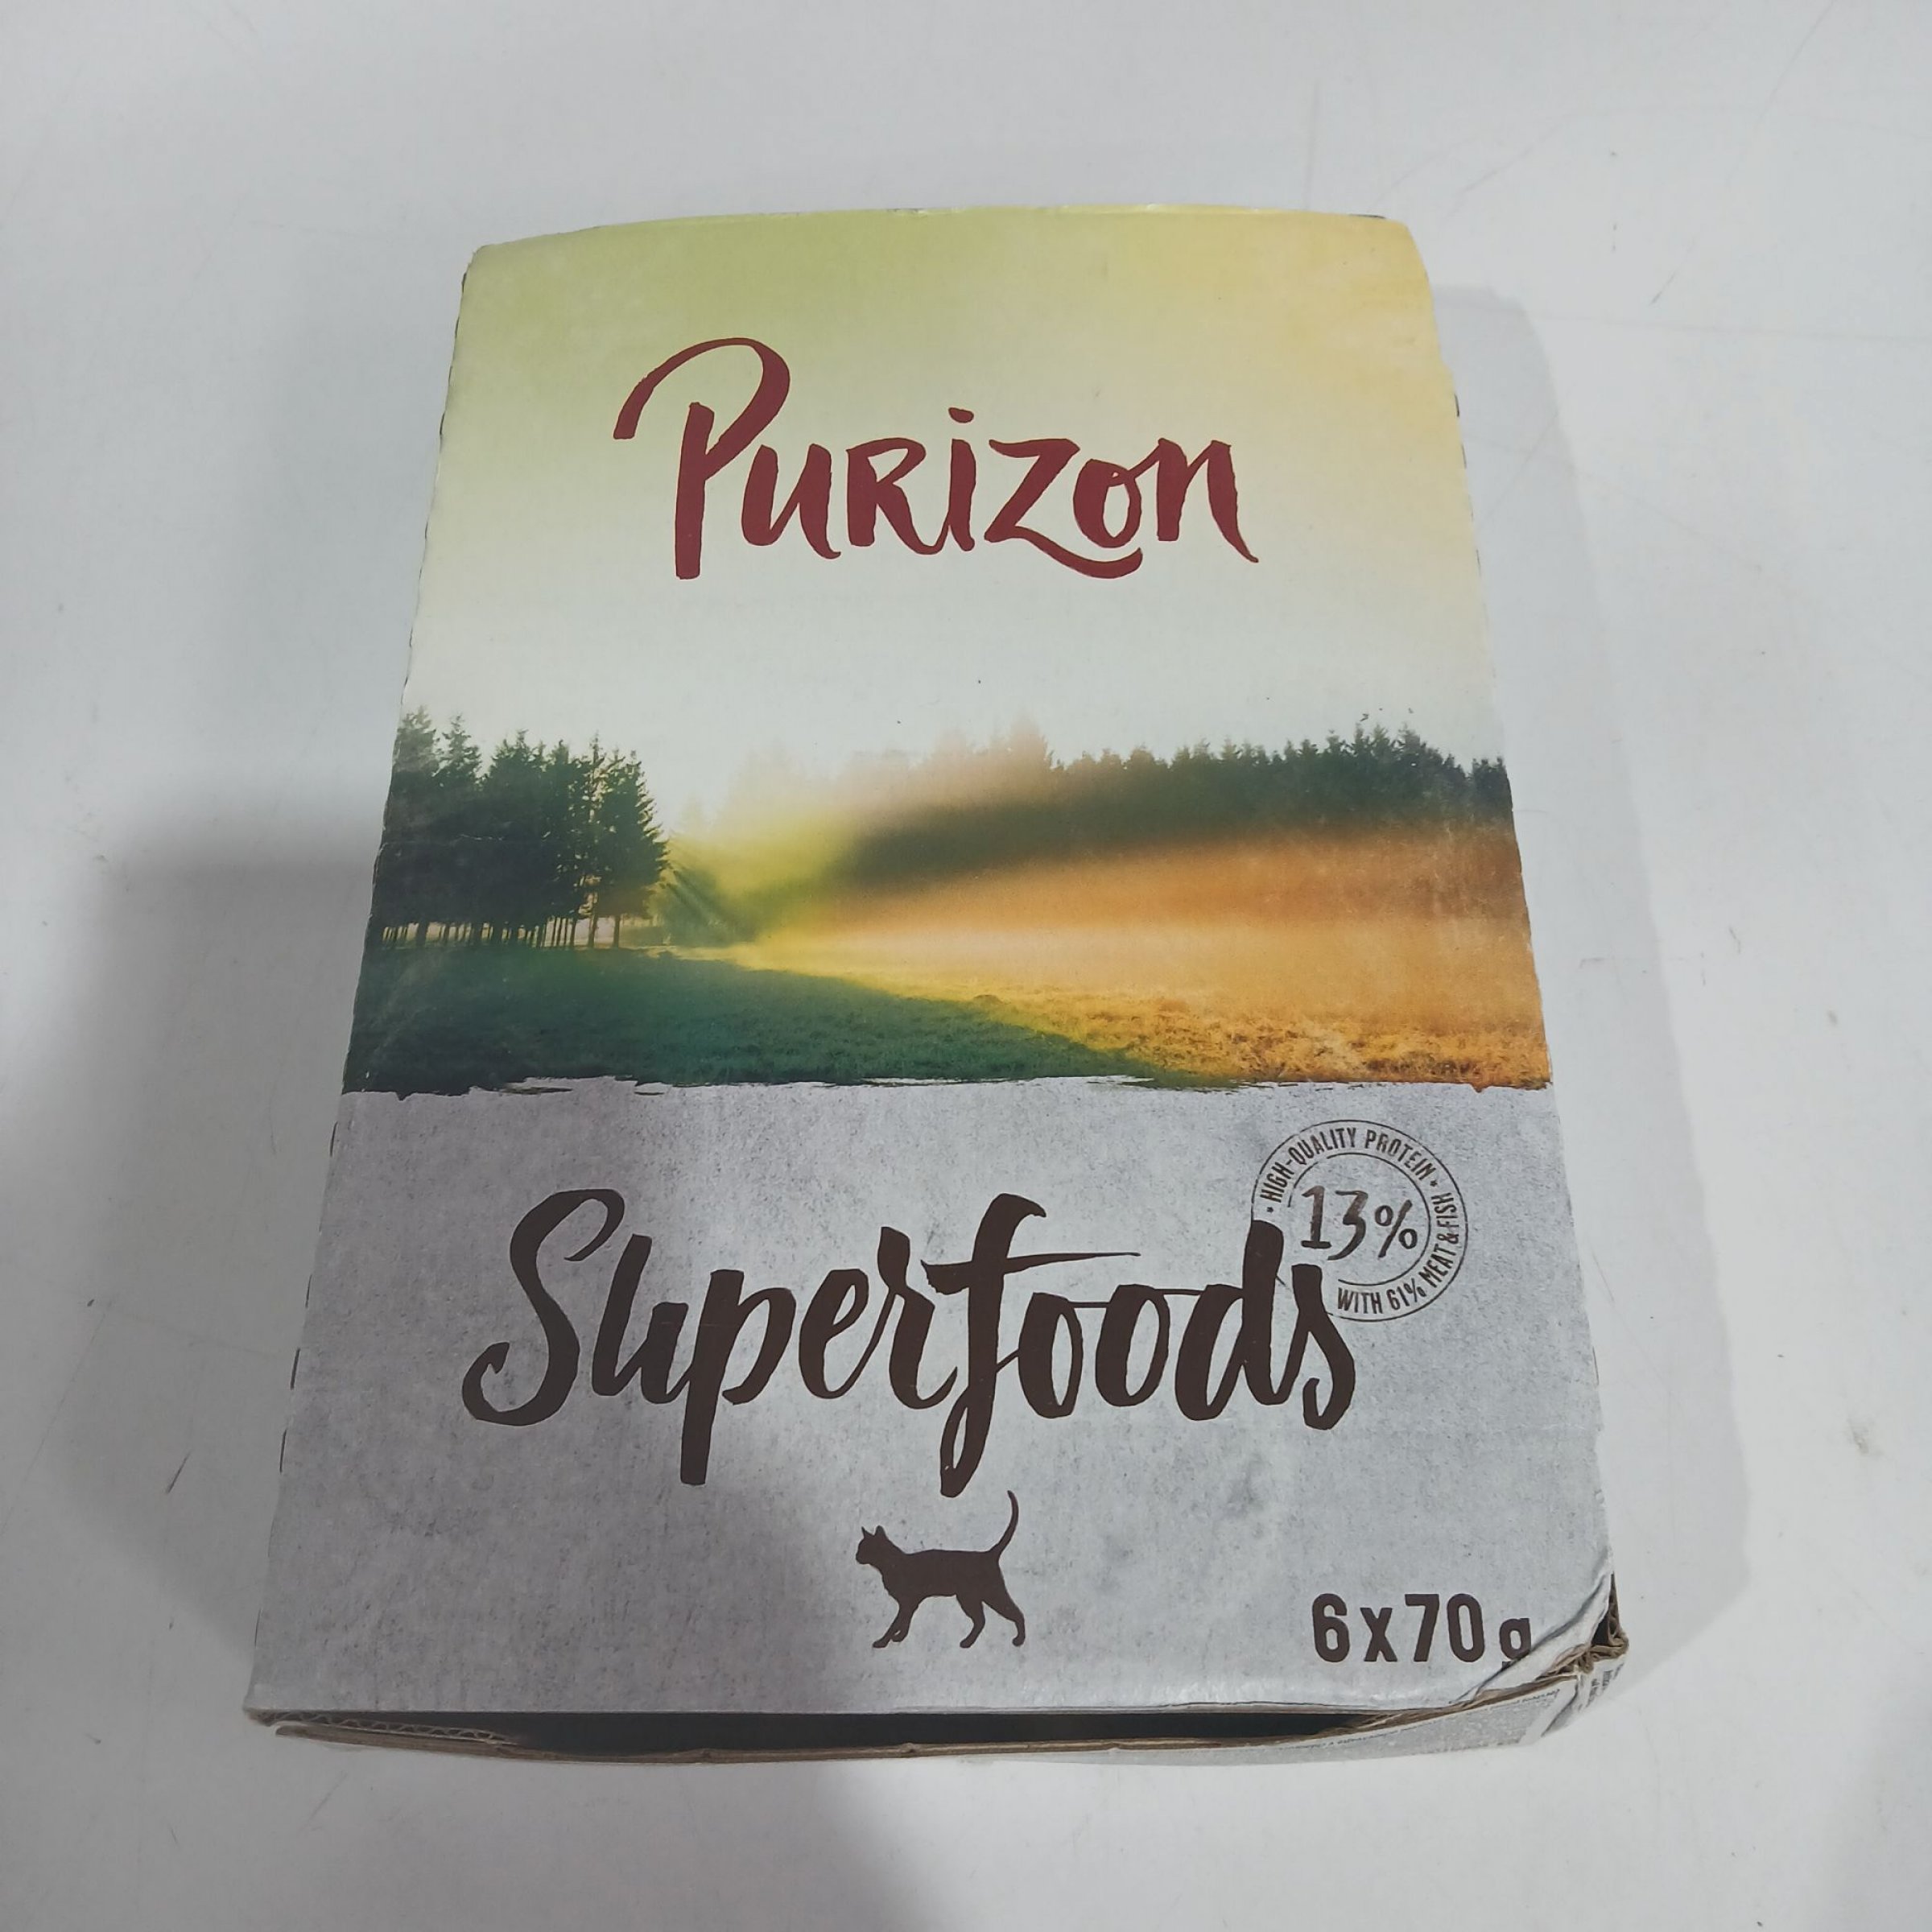 Purizon
• HIGH-QUALITY PROTEIN •
13%
WITH 61% MEAT & FISH
Superfoods
6x70g